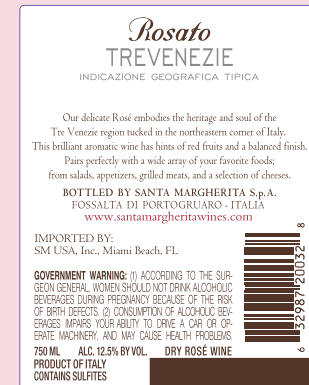 Rosato
TREVENEZIE
INDICAZIONE GEOGRAFICA TIPICA
Our delicate Rosé embodies the heritage and soul of the
Tre Venezie region tucked in the northeastern corner of Italy.
This brilliant aromatic wine has hints of red fruits and a balanced finish.
Pairs perfectly with a wide array of your favorite foods;
from salads, appetizers, grilled meats, and a selection of cheeses.
BOTTLED BY SANTA MARGHERITA S.p.A.
FOSSALTA DI PORTOGRUARO - ITALIA
www.santamargheritawines.com
IMPORTED BY:
SM USA, Inc., Miami Beach, FL
GOVERNMENT WARNING: (1) ACCORDING TO THE SUR-
GEON GENERAL, WOMEN SHOULD NOT DRINK ALCOHOLIC
BEVERAGES DURING PREGNANCY BECAUSE OF THE RISK
OF BIRTH DEFECTS. (2) CONSUMPTION OF ALCOHOLIC BEV-
ERAGES IMPAIRS YOUR ABILITY TO DRIVE A CAR OR OP-
ERATE MACHINERY, AND MAY CAUSE HEALTH PROBLEMS.
750 ML ALC. 12.5% BY VOL. DRY ROSÉ WINE
PRODUCT OF ITALY
CONTAINS SULFITES
6 32987 20032 8